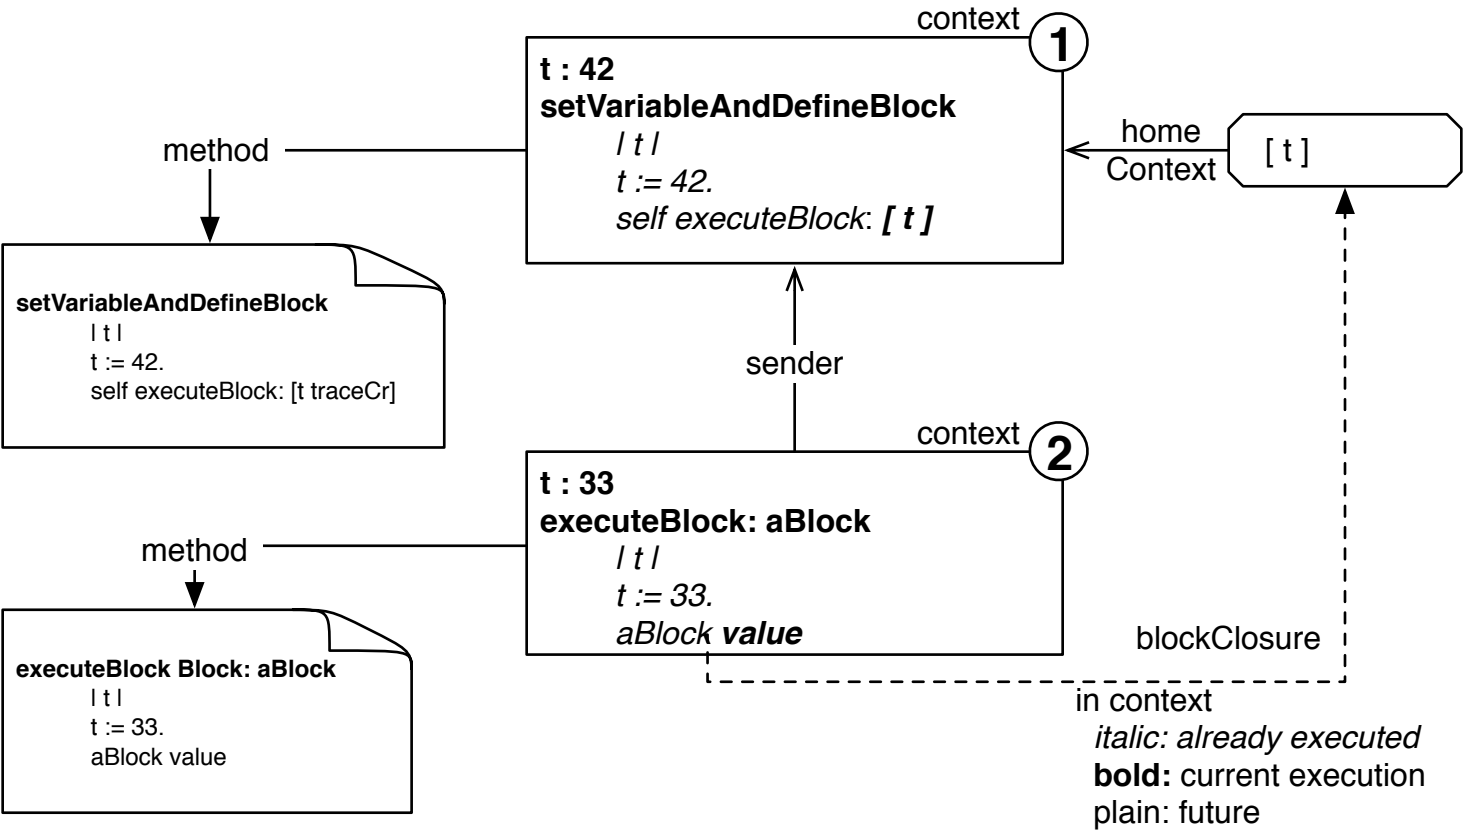 context
1
t : 42
setVariableAndDefineBlock
| t |
t := 42.
self executeBlock: [ t ]
method
home
Context
[ t ]
setVariableAndDefineBlock
| t |
t := 42.
self executeBlock: [t traceCr]
sender
context
2
t : 33
executeBlock: aBlock
| t |
t := 33.
aBlock value
method
executeBlock Block: aBlock
| t |
t := 33.
aBlock value
blockClosure
in context
italic: already executed
bold: current execution
plain: future